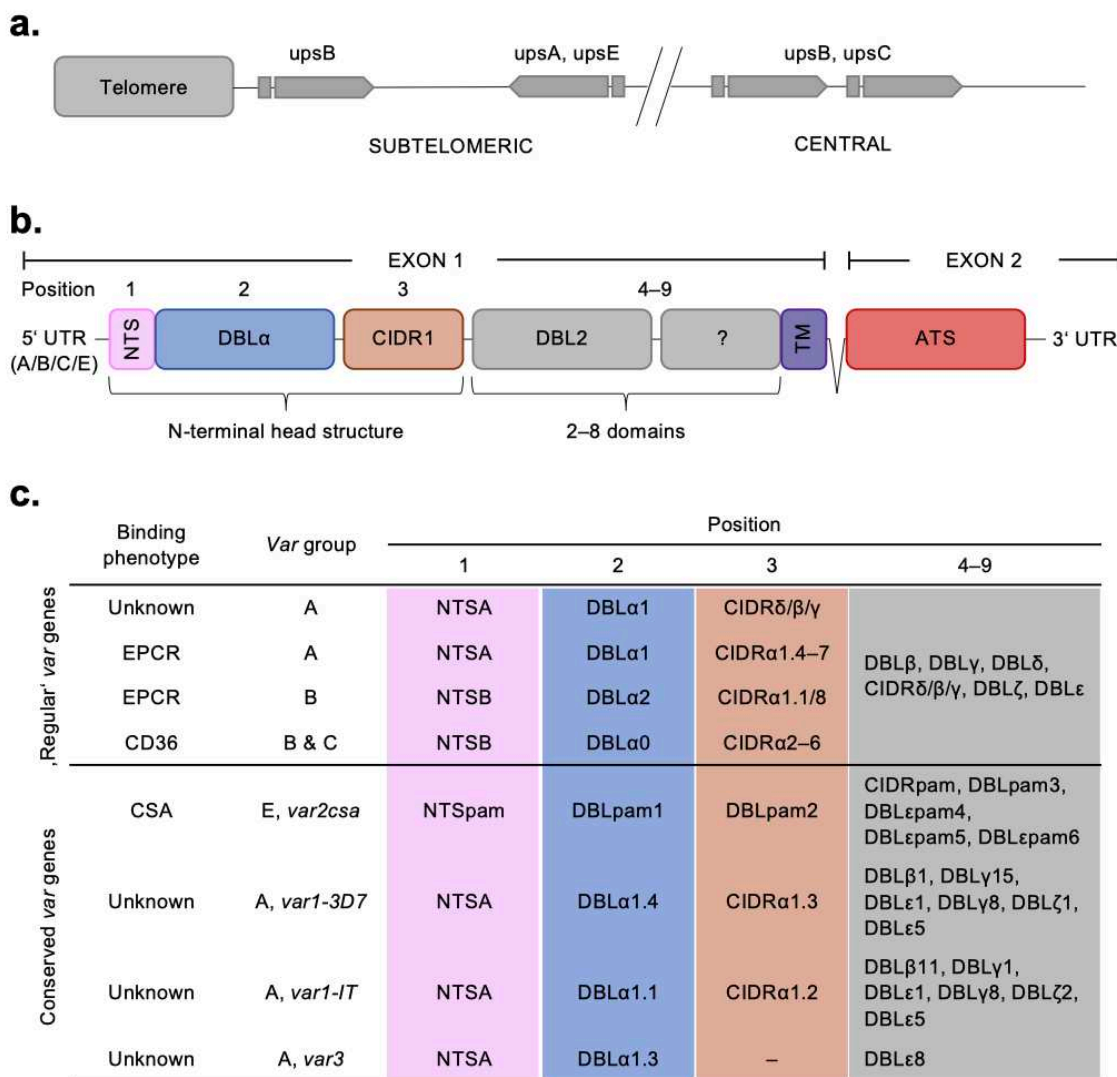 a.
upsB
upsA, upsE
upsB, upsC
Telomere
SUBTELOMERIC
CENTRAL
b.
EXON 1
EXON 2
Position
1
2
3
4–9
5‘ UTR
(A/B/C/E)
NTS
DBLα
CIDR1
DBL2
?
TM
ATS
3‘ UTR
N-terminal head structure
2–8 domains
c.
Binding
phenotype
Var group
Position
1
2
3
4–9
‚Regular‘ var genes
Unknown
A
NTSA
DBLα1
CIDRδ/β/γ
EPCR
A
NTSA
DBLα1
CIDRα1.4–7
EPCR
B
NTSB
DBLα2
CIDRα1.1/8
CD36
B & C
NTSB
DBLα0
CIDRα2–6
DBLβ, DBLγ, DBLδ,
CIDRδ/β/γ, DBLζ, DBLε
Conserved var genes
CSA
E, var2csa
NTSpam
DBLpam1
DBLpam2
CIDRpam, DBLpam3,
DBLεpam4,
DBLεpam5, DBLεpam6
Unknown
A, var1-3D7
NTSA
DBLα1.4
CIDRα1.3
DBLβ1, DBLγ15,
DBLε1, DBLγ8, DBLζ1,
DBLε5
Unknown
A, var1-IT
NTSA
DBLα1.1
CIDRα1.2
DBLβ11, DBLγ1,
DBLε1, DBLγ8, DBLζ2,
DBLε5
Unknown
A, var3
NTSA
DBLα1.3
–
DBLε8